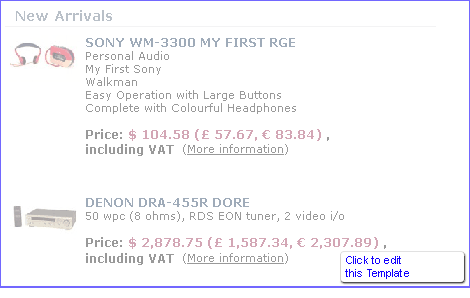 New Arrivals
SONY WM-3300 MY FIRST RGE
Personal Audio
My First Sony
Walkman
Easy Operation with Large Buttons
Complete with Colourful Headphones
Price: $ 104.58 (£ 57.67, € 83.84) ,
including VAT (More information)
DENON DRA-455R DORE
50 wpc (8 ohms), RDS EON tuner, 2 video i/o
Price: $ 2,878.75 (£ 1,587.34, € 2,307.89) ,
including VAT (More information)
Click to edit
this Template